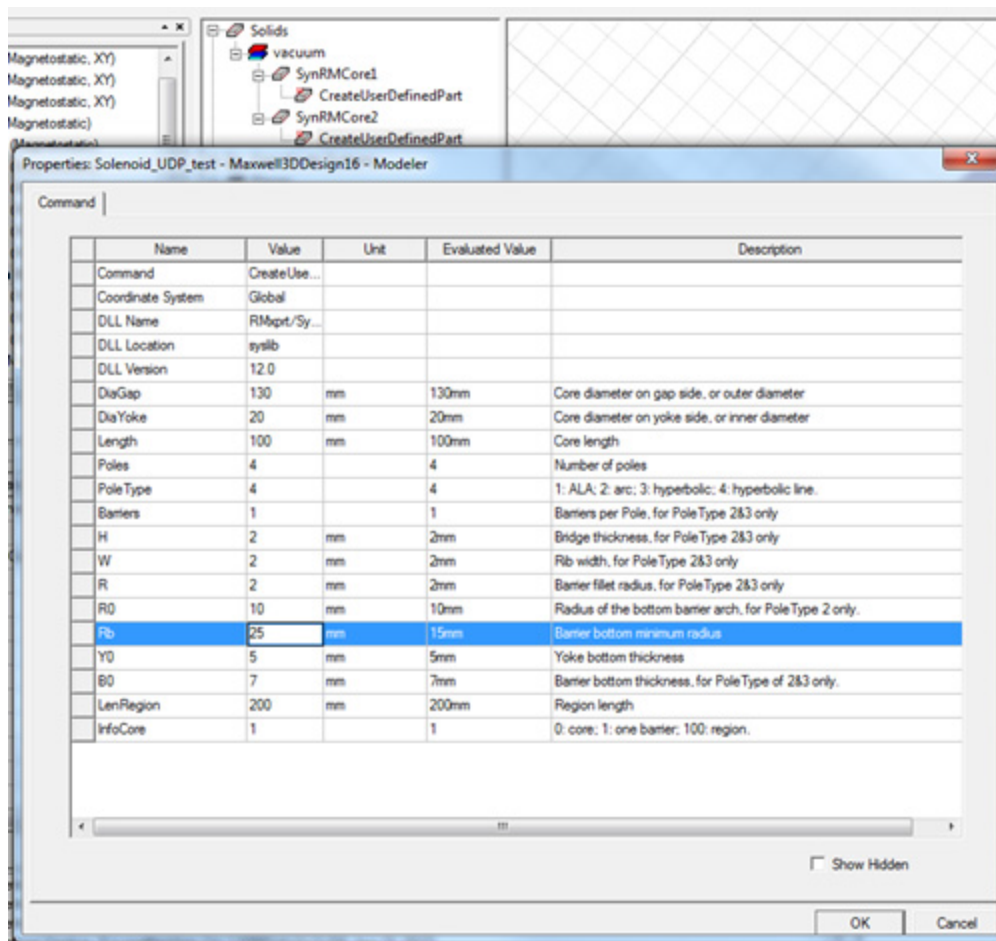 Solids
Magnetostatic, XY)
vacuum
Magnetostatic, XY)
SynRMCore1
Magnetostatic, XY)
CreateUserDefinedPart
Magnetostatic)
SynRMCore2
(Magnetostatic)
CreateUserDefinedPart
Properties: Solenoid_UDP_test - Maxwell3DDesign16 - Modeler
Command
Name Value Unit Evaluated Value Description
Command CreateUse...
Coordinate System Global
DLL Name RMxprt/Sy...
DLL Location syslib
DLL Version 12.0
DiaGap 130 mm 130mm Core diameter on gap side, or outer diameter
DiaYoke 20 mm 20mm Core diameter on yoke side, or inner diameter
Length 100 mm 100mm Core length
Poles 4 4 Number of poles
PoleType 4 4 1: ALA; 2: arc; 3: hyperbolic; 4: hyperbolic line.
Barriers 1 1 Barriers per Pole, for PoleType 2&3 only
H 2 mm 2mm Bridge thickness, for PoleType 2&3 only
W 2 mm 2mm Rib width, for PoleType 2&3 only
R 2 mm 2mm Barrier fillet radius, for PoleType 2&3 only
R0 10 mm 10mm Radius of the bottom barrier arch, for PoleType 2 only.
Rb 25 mm 15mm Barrier bottom minimum radius
Y0 5 mm 5mm Yoke bottom thickness
B0 7 mm 7mm Barrier bottom thickness, for PoleType of 2&3 only.
LenRegion 200 mm 200mm Region length
InfoCore 1 1 0: core; 1: one barrier; 100: region.
Show Hidden
OK Cancel